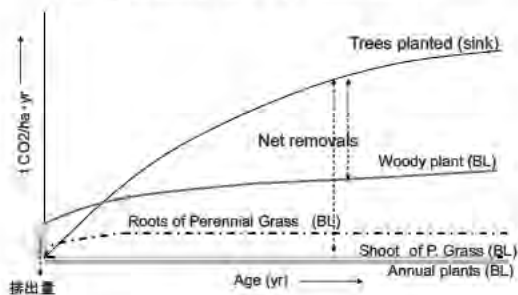 Trees planted (sink)
t CO2/ha・yr
Net removals
Woody plant (BL)
Roots of Perennial Grass (BL)
Shoot of P. Grass (BL)
Annual plants (BL)
排出量
Age (yr)